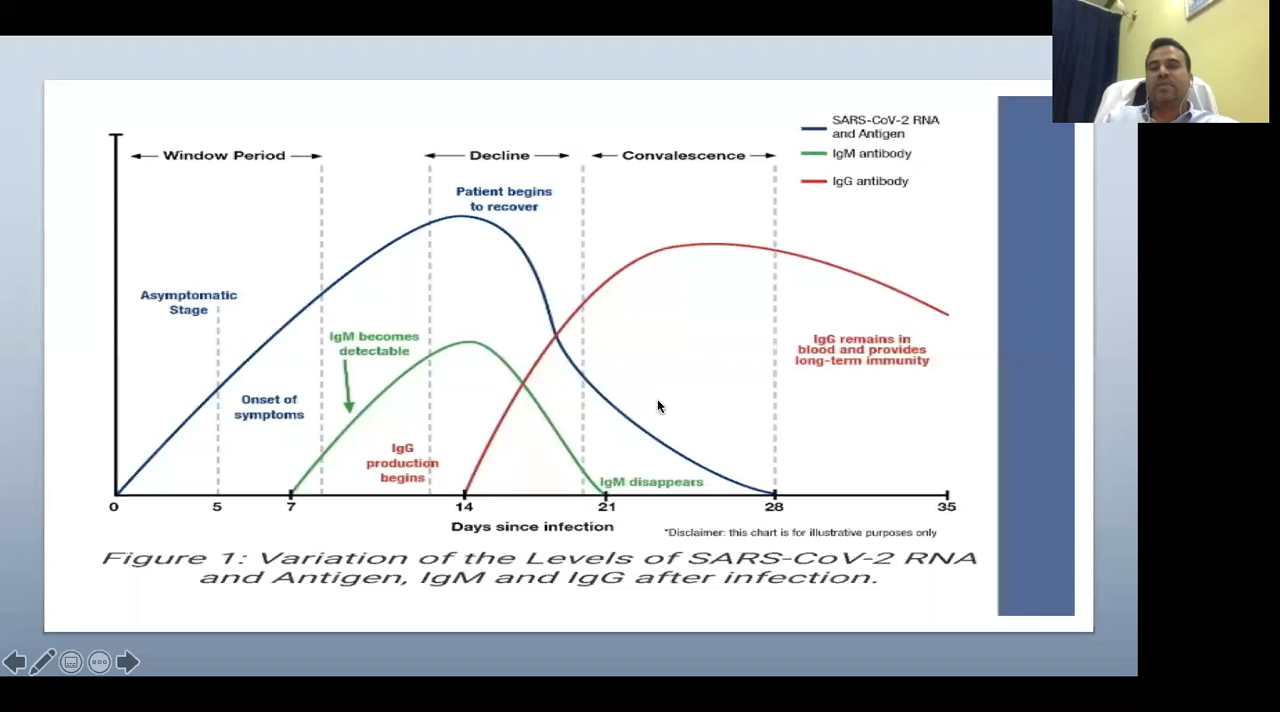 Window Period
Decline
Convalescence
SARS-CoV-2 RNA
and Antigen
IgM antibody
IgG antibody
Patient begins
to recover
Asymptomatic
Stage
IgM becomes
detectable
Onset of
symptoms
IgG
production
begins
IgG remains in
blood and provides
long-term immunity
IgM disappears
0 5 7 14 21 28 35
Days since infection
*Disclaimer: this chart is for illustrative purposes only
Figure 1: Variation of the Levels of SARS-CoV-2 RNA
and Antigen, IgM and IgG after infection.